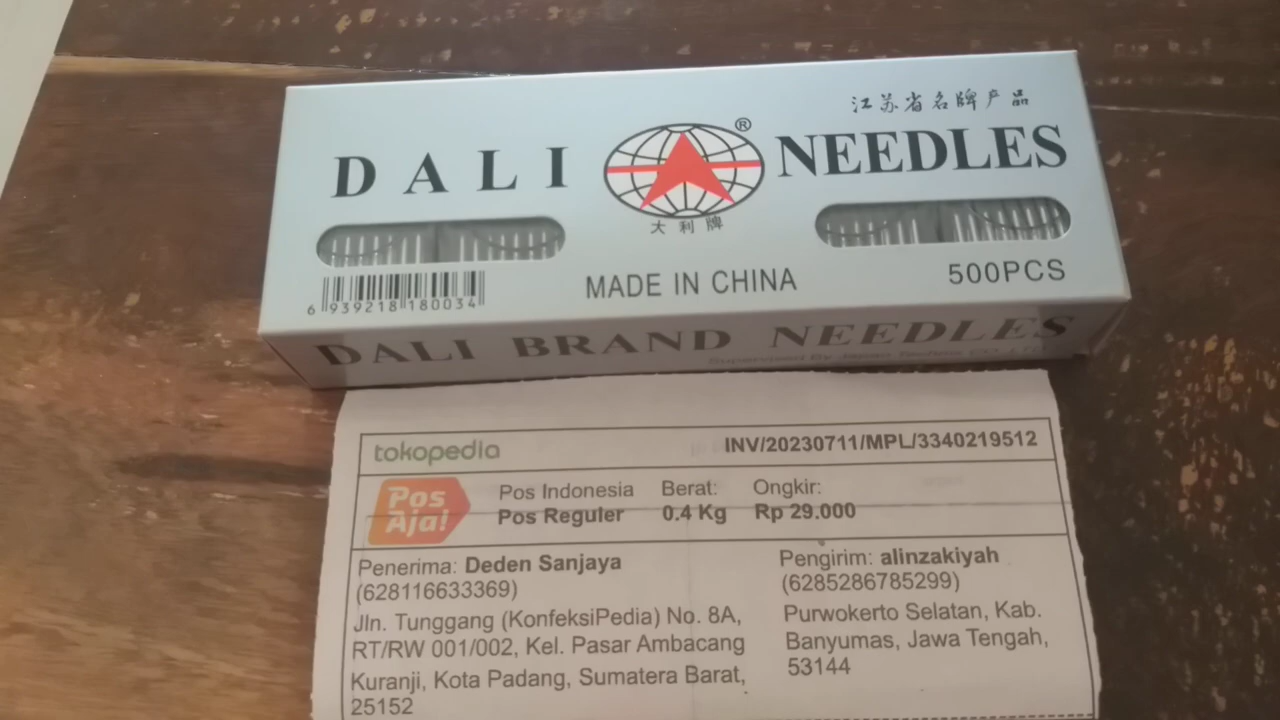 江苏省名牌产品
DALI NEEDLES
®
大利牌
MADE IN CHINA
500PCS
6 939218 180034
DALI BRAND NEEDLES
Supervised By Japan
tokopedia
INV/20230711/MPL/3340219512
Pos Aja!
Pos Indonesia Berat: Ongkir:
Pos Reguler 0.4 Kg Rp 29.000
Penerima: Deden Sanjaya
(628116633369)
Jln. Tunggang (KonfeksiPedia) No. 8A,
RT/RW 001/002, Kel. Pasar Ambacang
Kuranji, Kota Padang, Sumatera Barat,
25152
Pengirim: alinzakiyah
(6285286785299)
Purwokerto Selatan, Kab.
Banyumas, Jawa Tengah,
53144